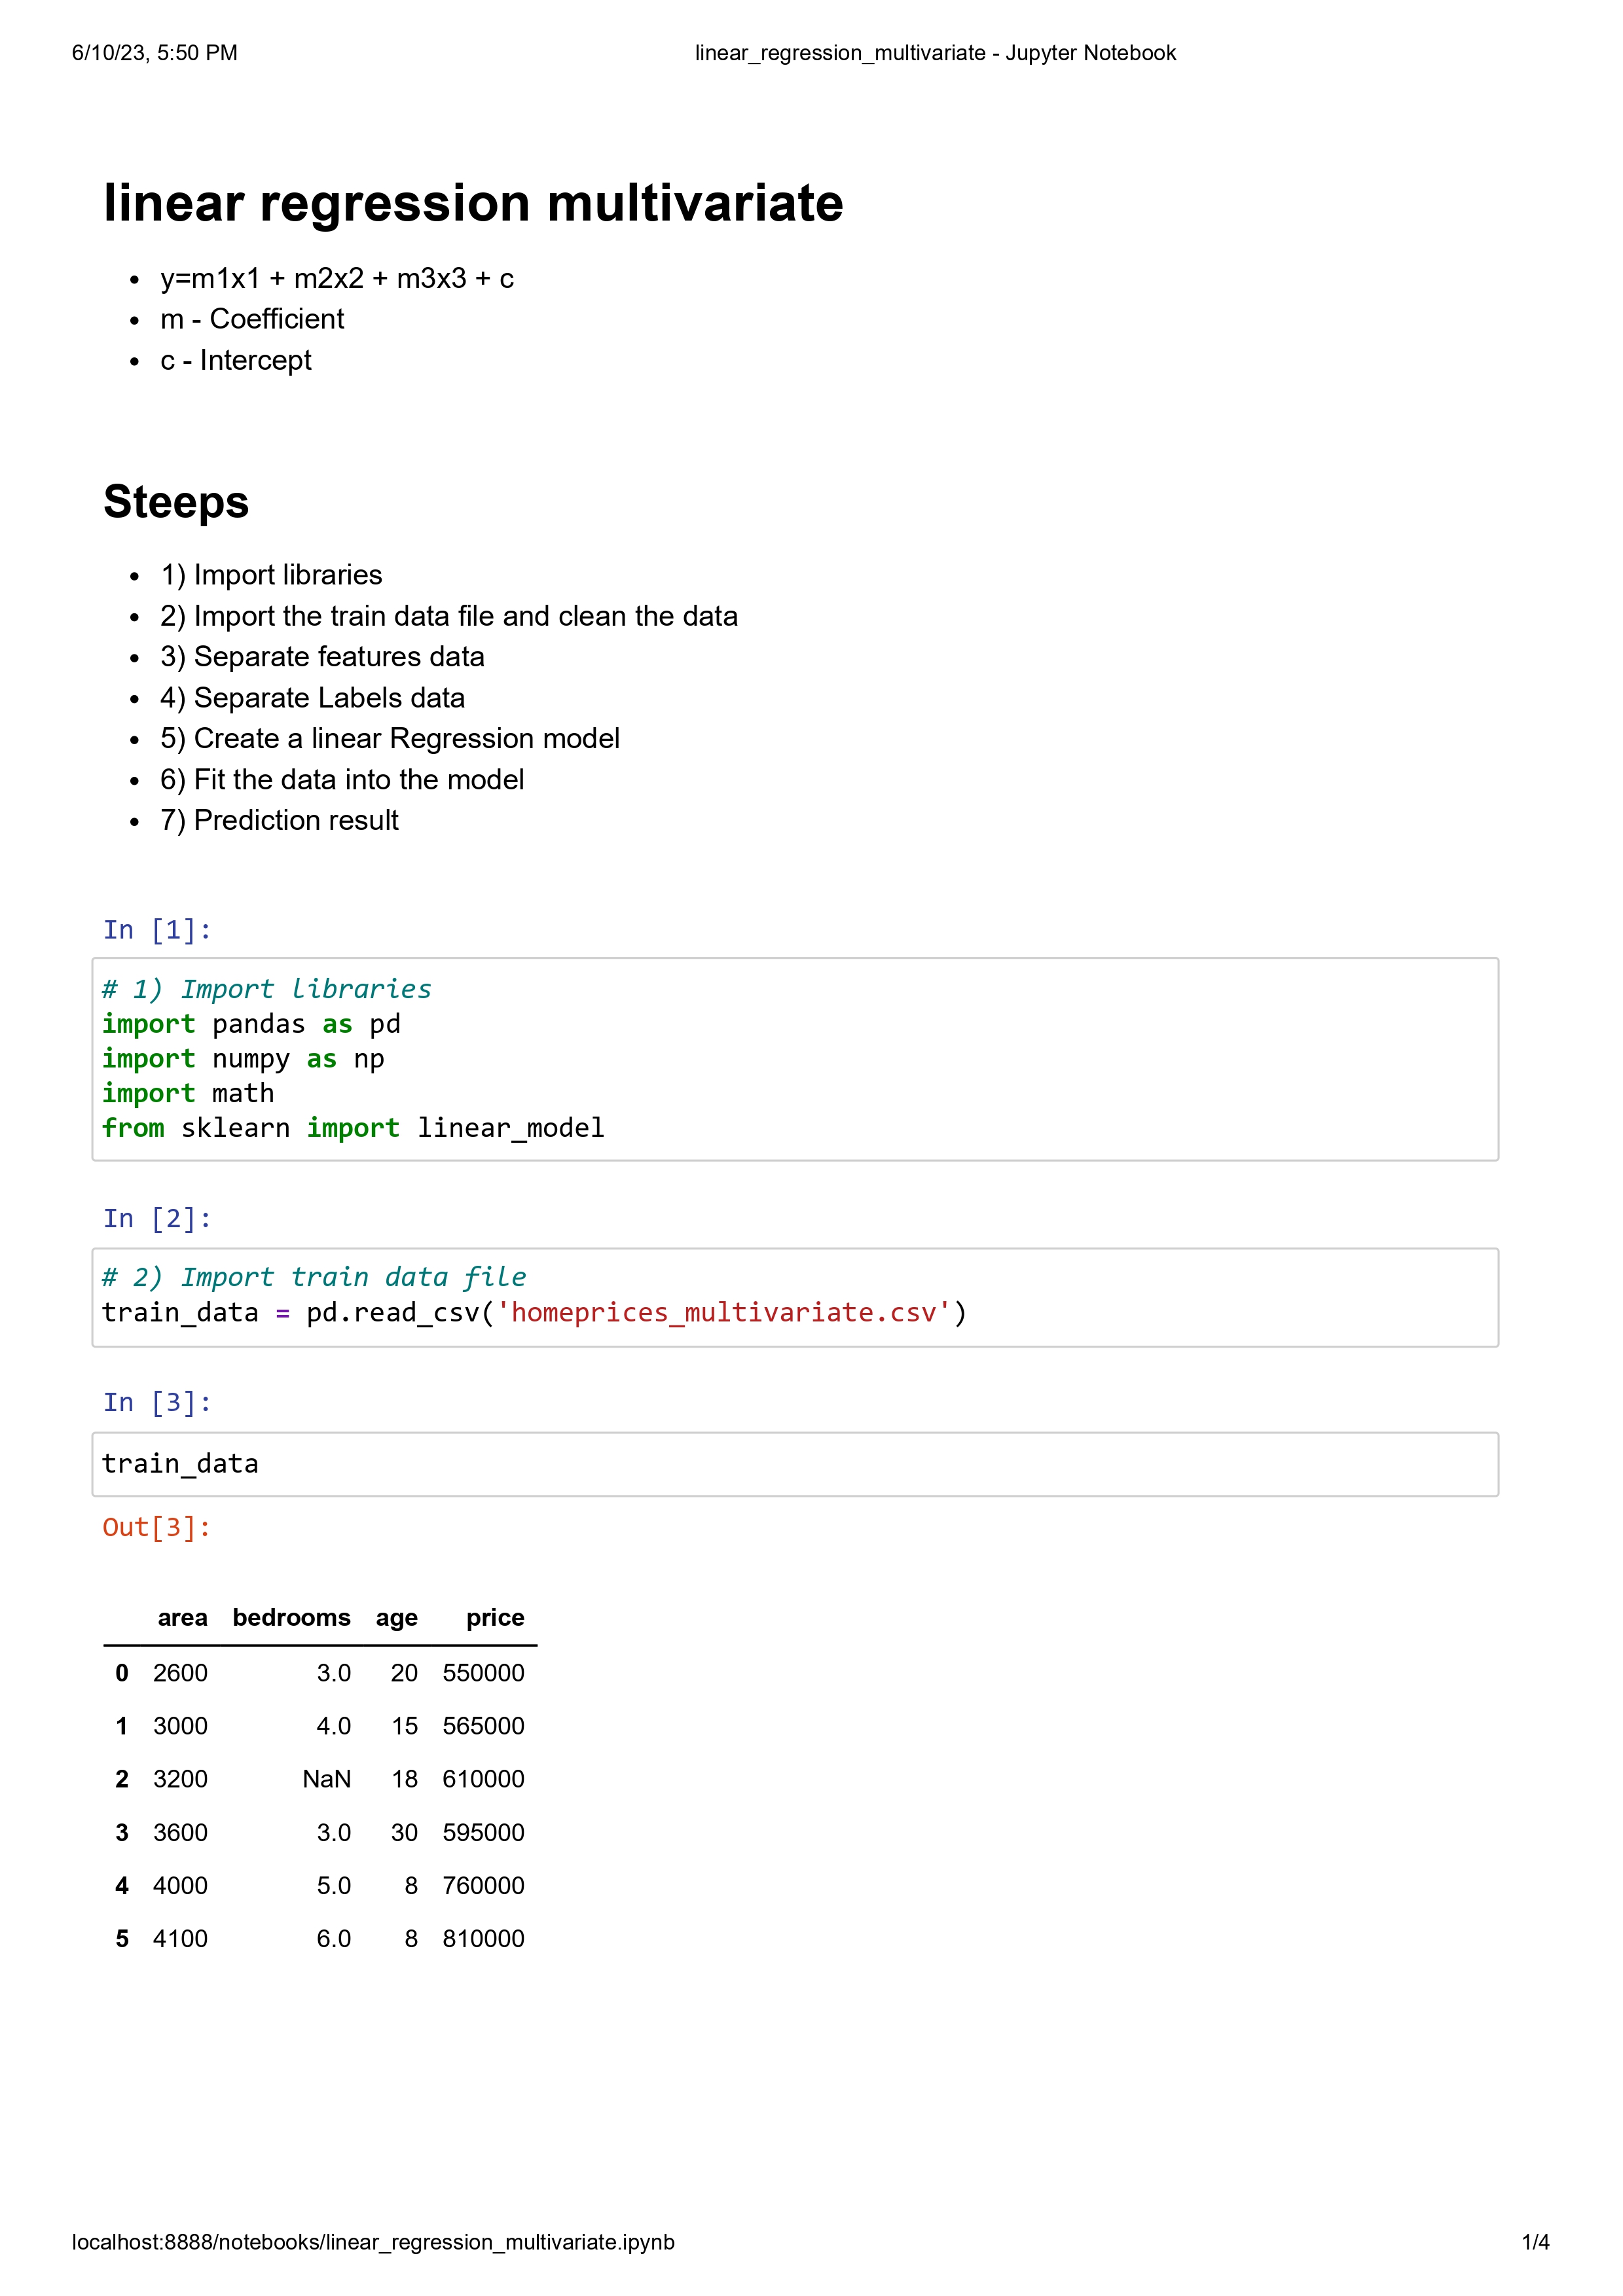 6/10/23, 5:50 PM linear_regression_multivariate - Jupyter Notebook
linear regression multivariate
• y=m1x1 + m2x2 + m3x3 + c
• m - Coefficient
• c - Intercept
Steeps
• 1) Import libraries
• 2) Import the train data file and clean the data
• 3) Separate features data
• 4) Separate Labels data
• 5) Create a linear Regression model
• 6) Fit the data into the model
• 7) Prediction result
In [1]:
# 1) Import libraries
import pandas as pd
import numpy as np
import math
from sklearn import linear_model
In [2]:
# 2) Import train data file
train_data = pd.read_csv('homeprices_multivariate.csv')
In [3]:
train_data
Out[3]:
area bedrooms age price
0 2600 3.0 20 550000
1 3000 4.0 15 565000
2 3200 NaN 18 610000
3 3600 3.0 30 595000
4 4000 5.0 8 760000
5 4100 6.0 8 810000
localhost:8888/notebooks/linear_regression_multivariate.ipynb 1/4